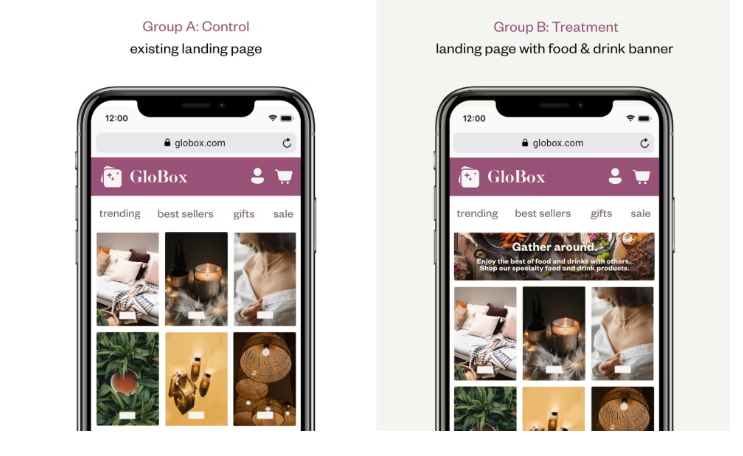 Group A: Control
existing landing page
12:00
globox.com
GloBox
trending best sellers gifts sale
Group B: Treatment
landing page with food & drink banner
12:00
globox.com
GloBox
trending best sellers gifts sale
Gather around.
Enjoy the best of food and drinks with others.
Shop our specialty food and drink products.